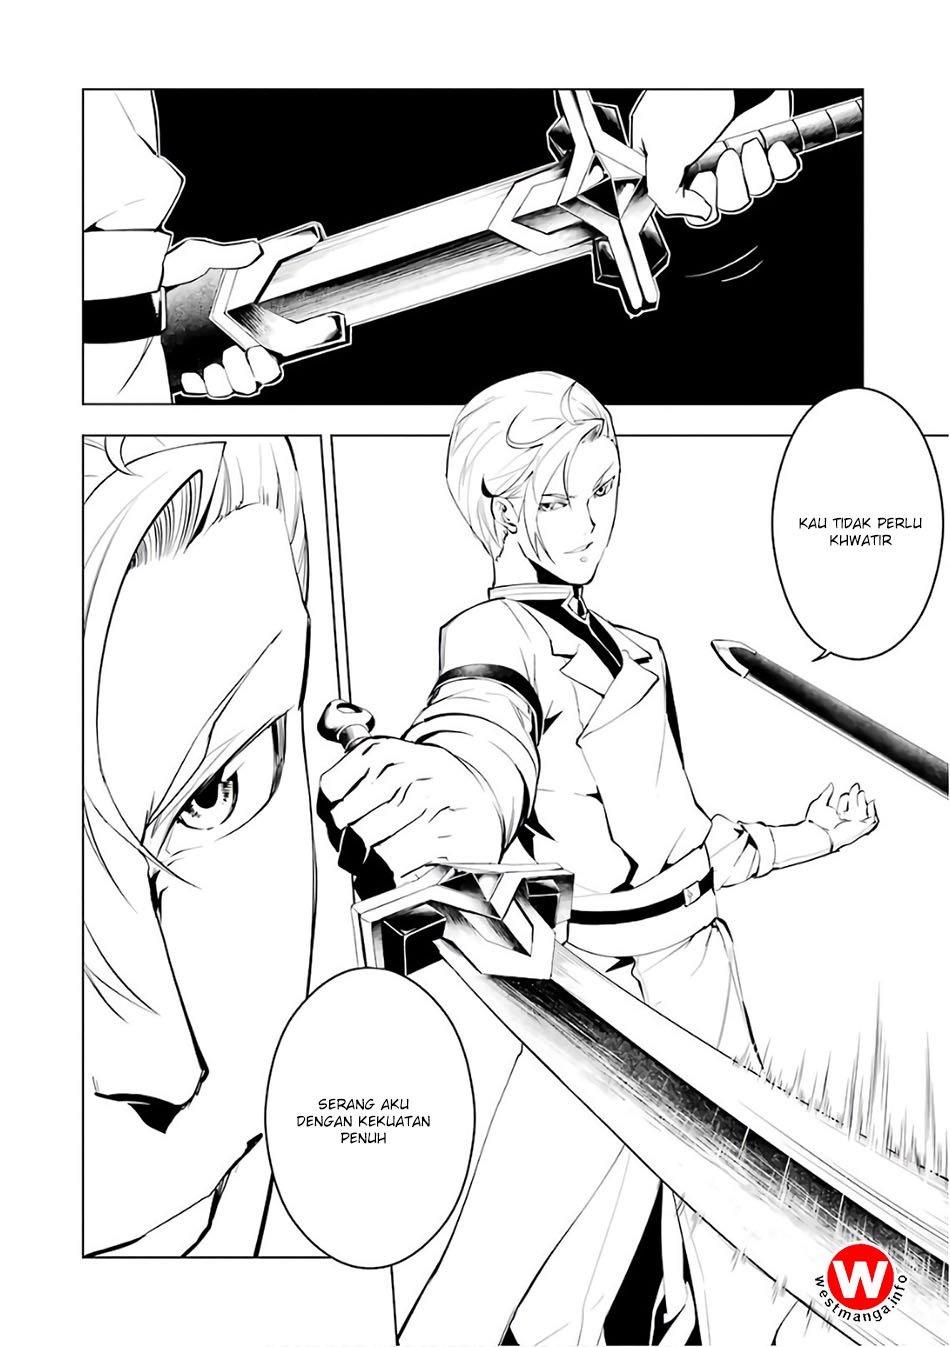 KAU TIDAK PERLU
KHWATIR
SERANG AKU
DENGAN KEKUATAN
PENUH
W
westmanga.info